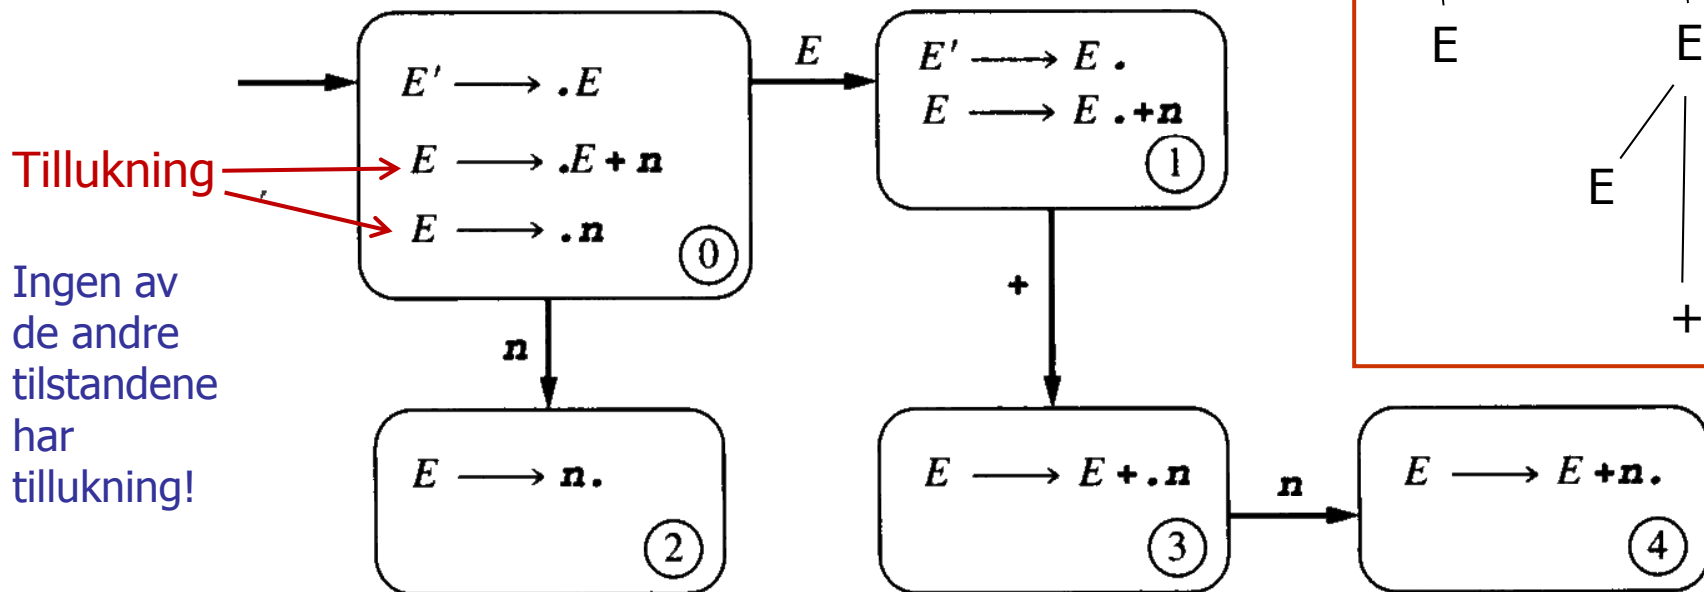 E' ⟶ .E
E ⟶ .E + n
E ⟶ .n
0
E
E' ⟶ E .
E ⟶ E .+n
1
Tillukning
Ingen av
de andre
tilstandene
har
tillukning!
n
+
E ⟶ n.
2
E ⟶ E +.n
3
n
E ⟶ E +n.
4
E
E
E
+